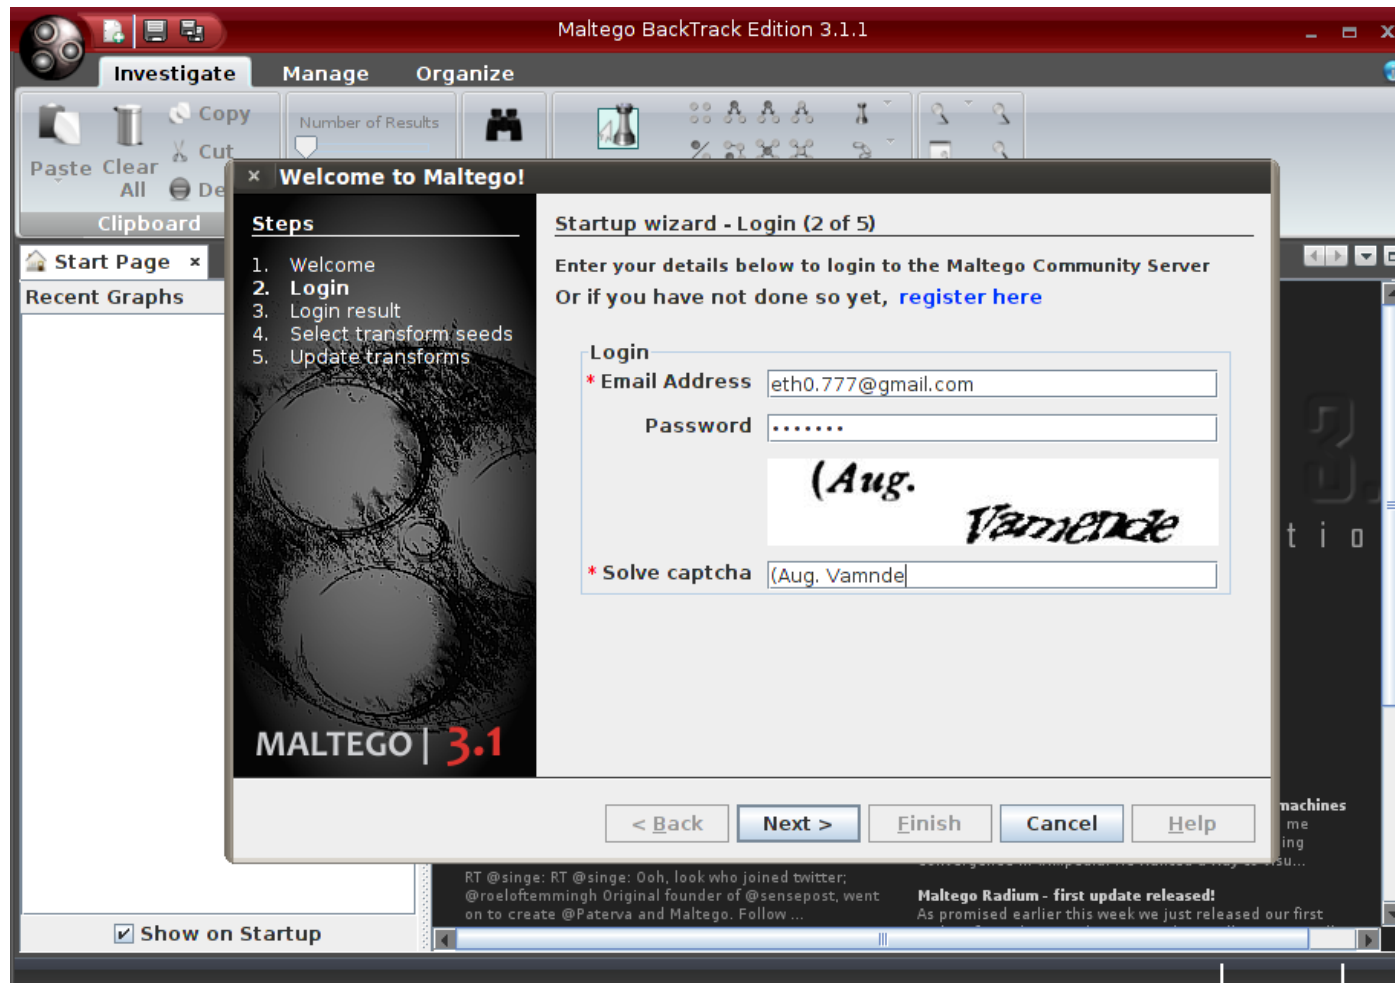 Maltego BackTrack Edition 3.1.1
Investigate Manage Organize
Paste
Clear All
Copy
Cut
De
Clipboard
Number of Results
Start Page
Recent Graphs
Show on Startup
Welcome to Maltego!
Steps
1. Welcome
2. Login
3. Login result
4. Select transform seeds
5. Update transforms
MALTEGO | 3.1
Startup wizard - Login (2 of 5)
Enter your details below to login to the Maltego Community Server
Or if you have not done so yet, register here
Login
* Email Address eth0.777@gmail.com
Password •••••••
(Aug.
Vamende
* Solve captcha (Aug. Vamnde
< Back Next > Finish Cancel Help
tio
machines
me
ing
RT @singe: RT @singe: Ooh, look who joined twitter;
@roeloftemmingh Original founder of @sensepost, went
on to create @Paterva and Maltego. Follow ...
Maltego Radium - first update released!
As promised earlier this week we just released our first